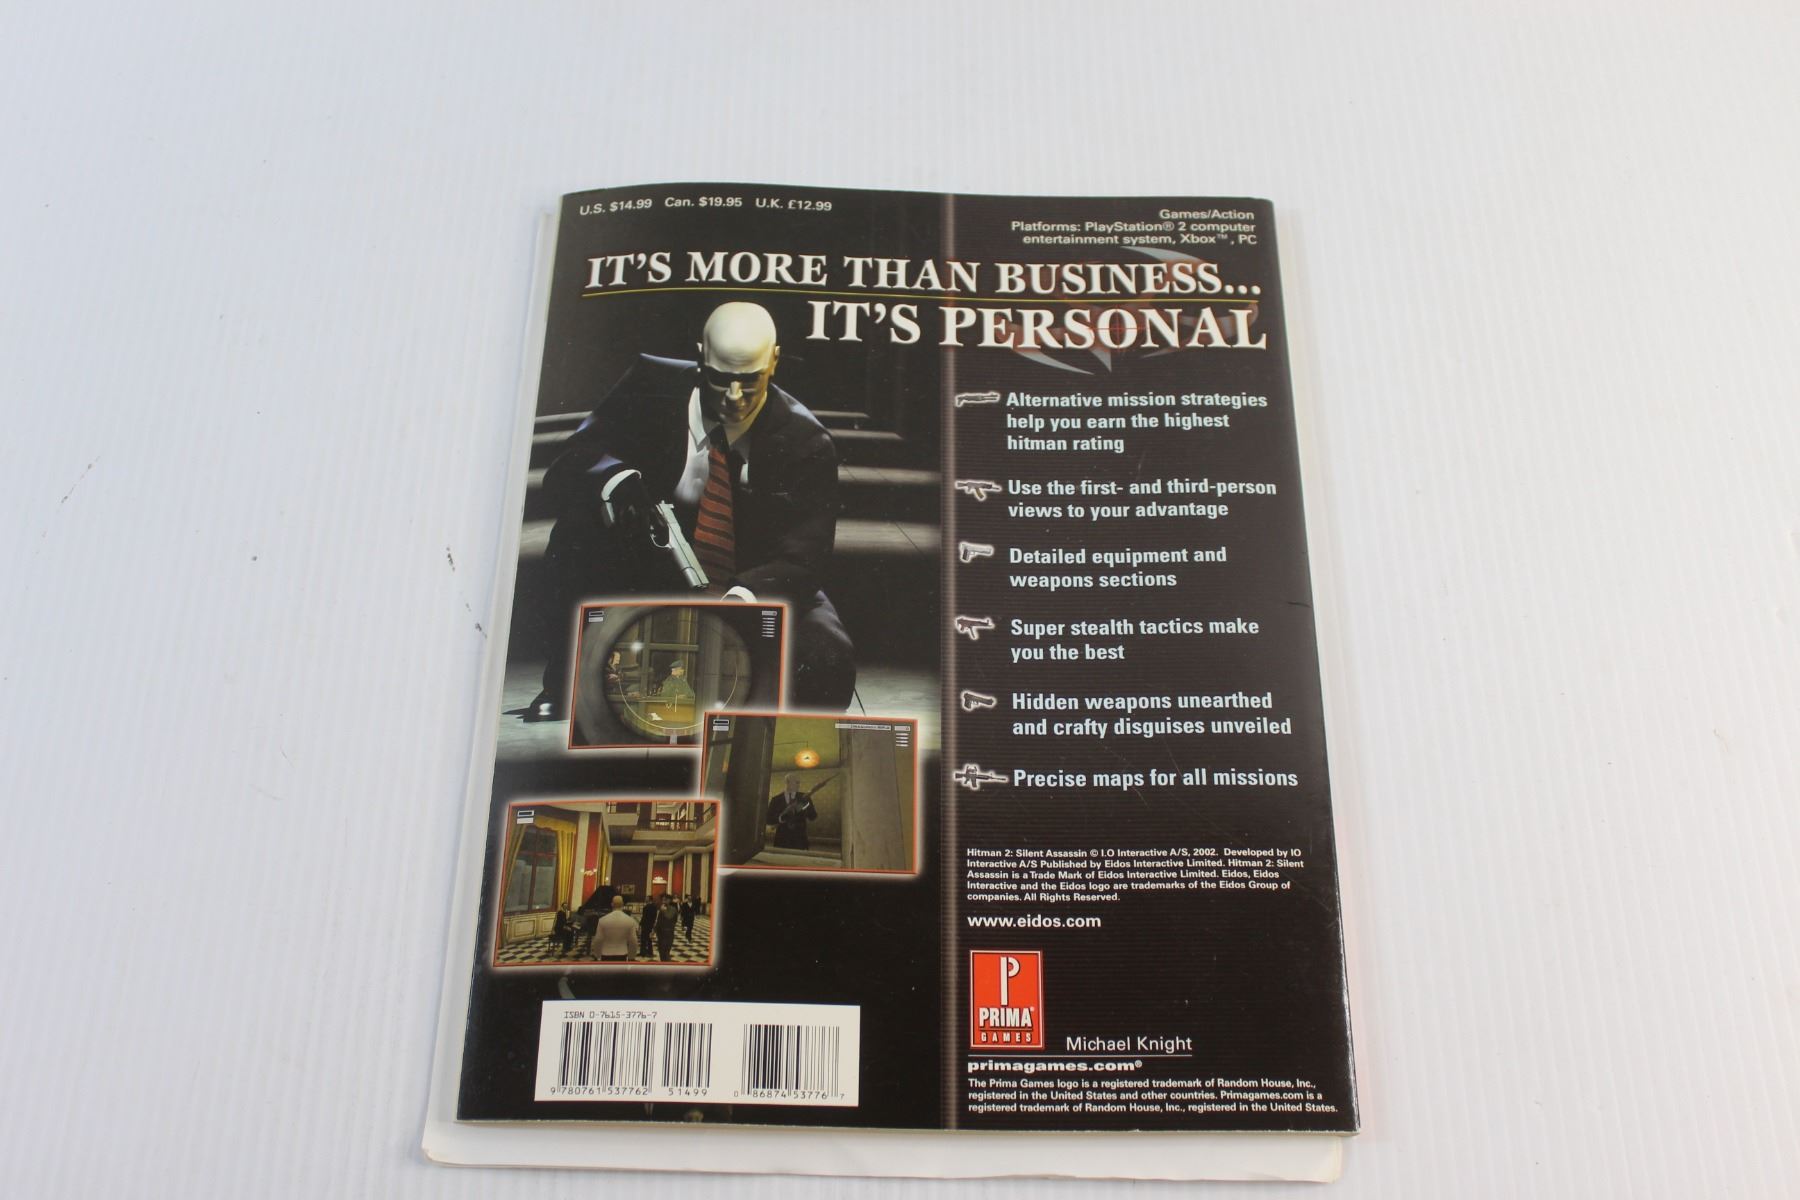 U.S. $14.99 Can. $19.95 U.K. £12.99
Games/Action
Platforms: PlayStation® 2 computer
entertainment system, Xbox™, PC
IT'S MORE THAN BUSINESS...
IT'S PERSONAL
Alternative mission strategies
help you earn the highest
hitman rating
Use the first- and third-person
views to your advantage
Detailed equipment and
weapons sections
Super stealth tactics make
you the best
Hidden weapons unearthed
and crafty disguises unveiled
Precise maps for all missions
Hitman 2: Silent Assassin © I.O Interactive A/S, 2002. Developed by IO
Interactive A/S Published by Eidos Interactive Limited. Hitman 2: Silent
Assassin is a Trade Mark of Eidos Interactive Limited. Eidos, Eidos
Interactive and the Eidos logo are trademarks of the Eidos Group of
companies. All Rights Reserved.
www.eidos.com
P
PRIMA®
GAMES
Michael Knight
primagames.com®
The Prima Games logo is a registered trademark of Random House, Inc.,
registered in the United States and other countries. Primagames.com is a
registered trademark of Random House, Inc., registered in the United States.
ISBN 0-7615-3776-7
9 780761 537762 51499 0 86874 53776 7